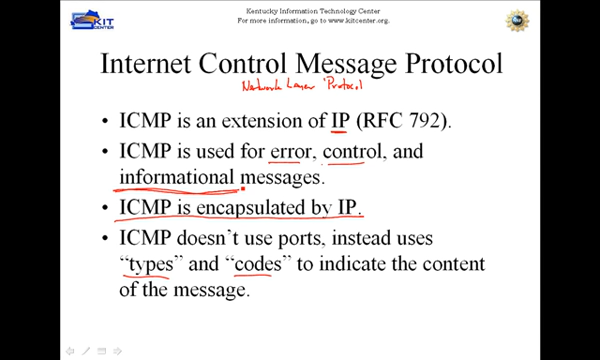 Kentucky Information Technology Center
For more information, go to www.kitcenter.org.
KIT
CENTER
Internet Control Message Protocol
Network Layer Protocol
• ICMP is an extension of IP (RFC 792).
• ICMP is used for error, control, and
informational messages.
• ICMP is encapsulated by IP.
• ICMP doesn't use ports, instead uses
“types” and “codes” to indicate the content
of the message.